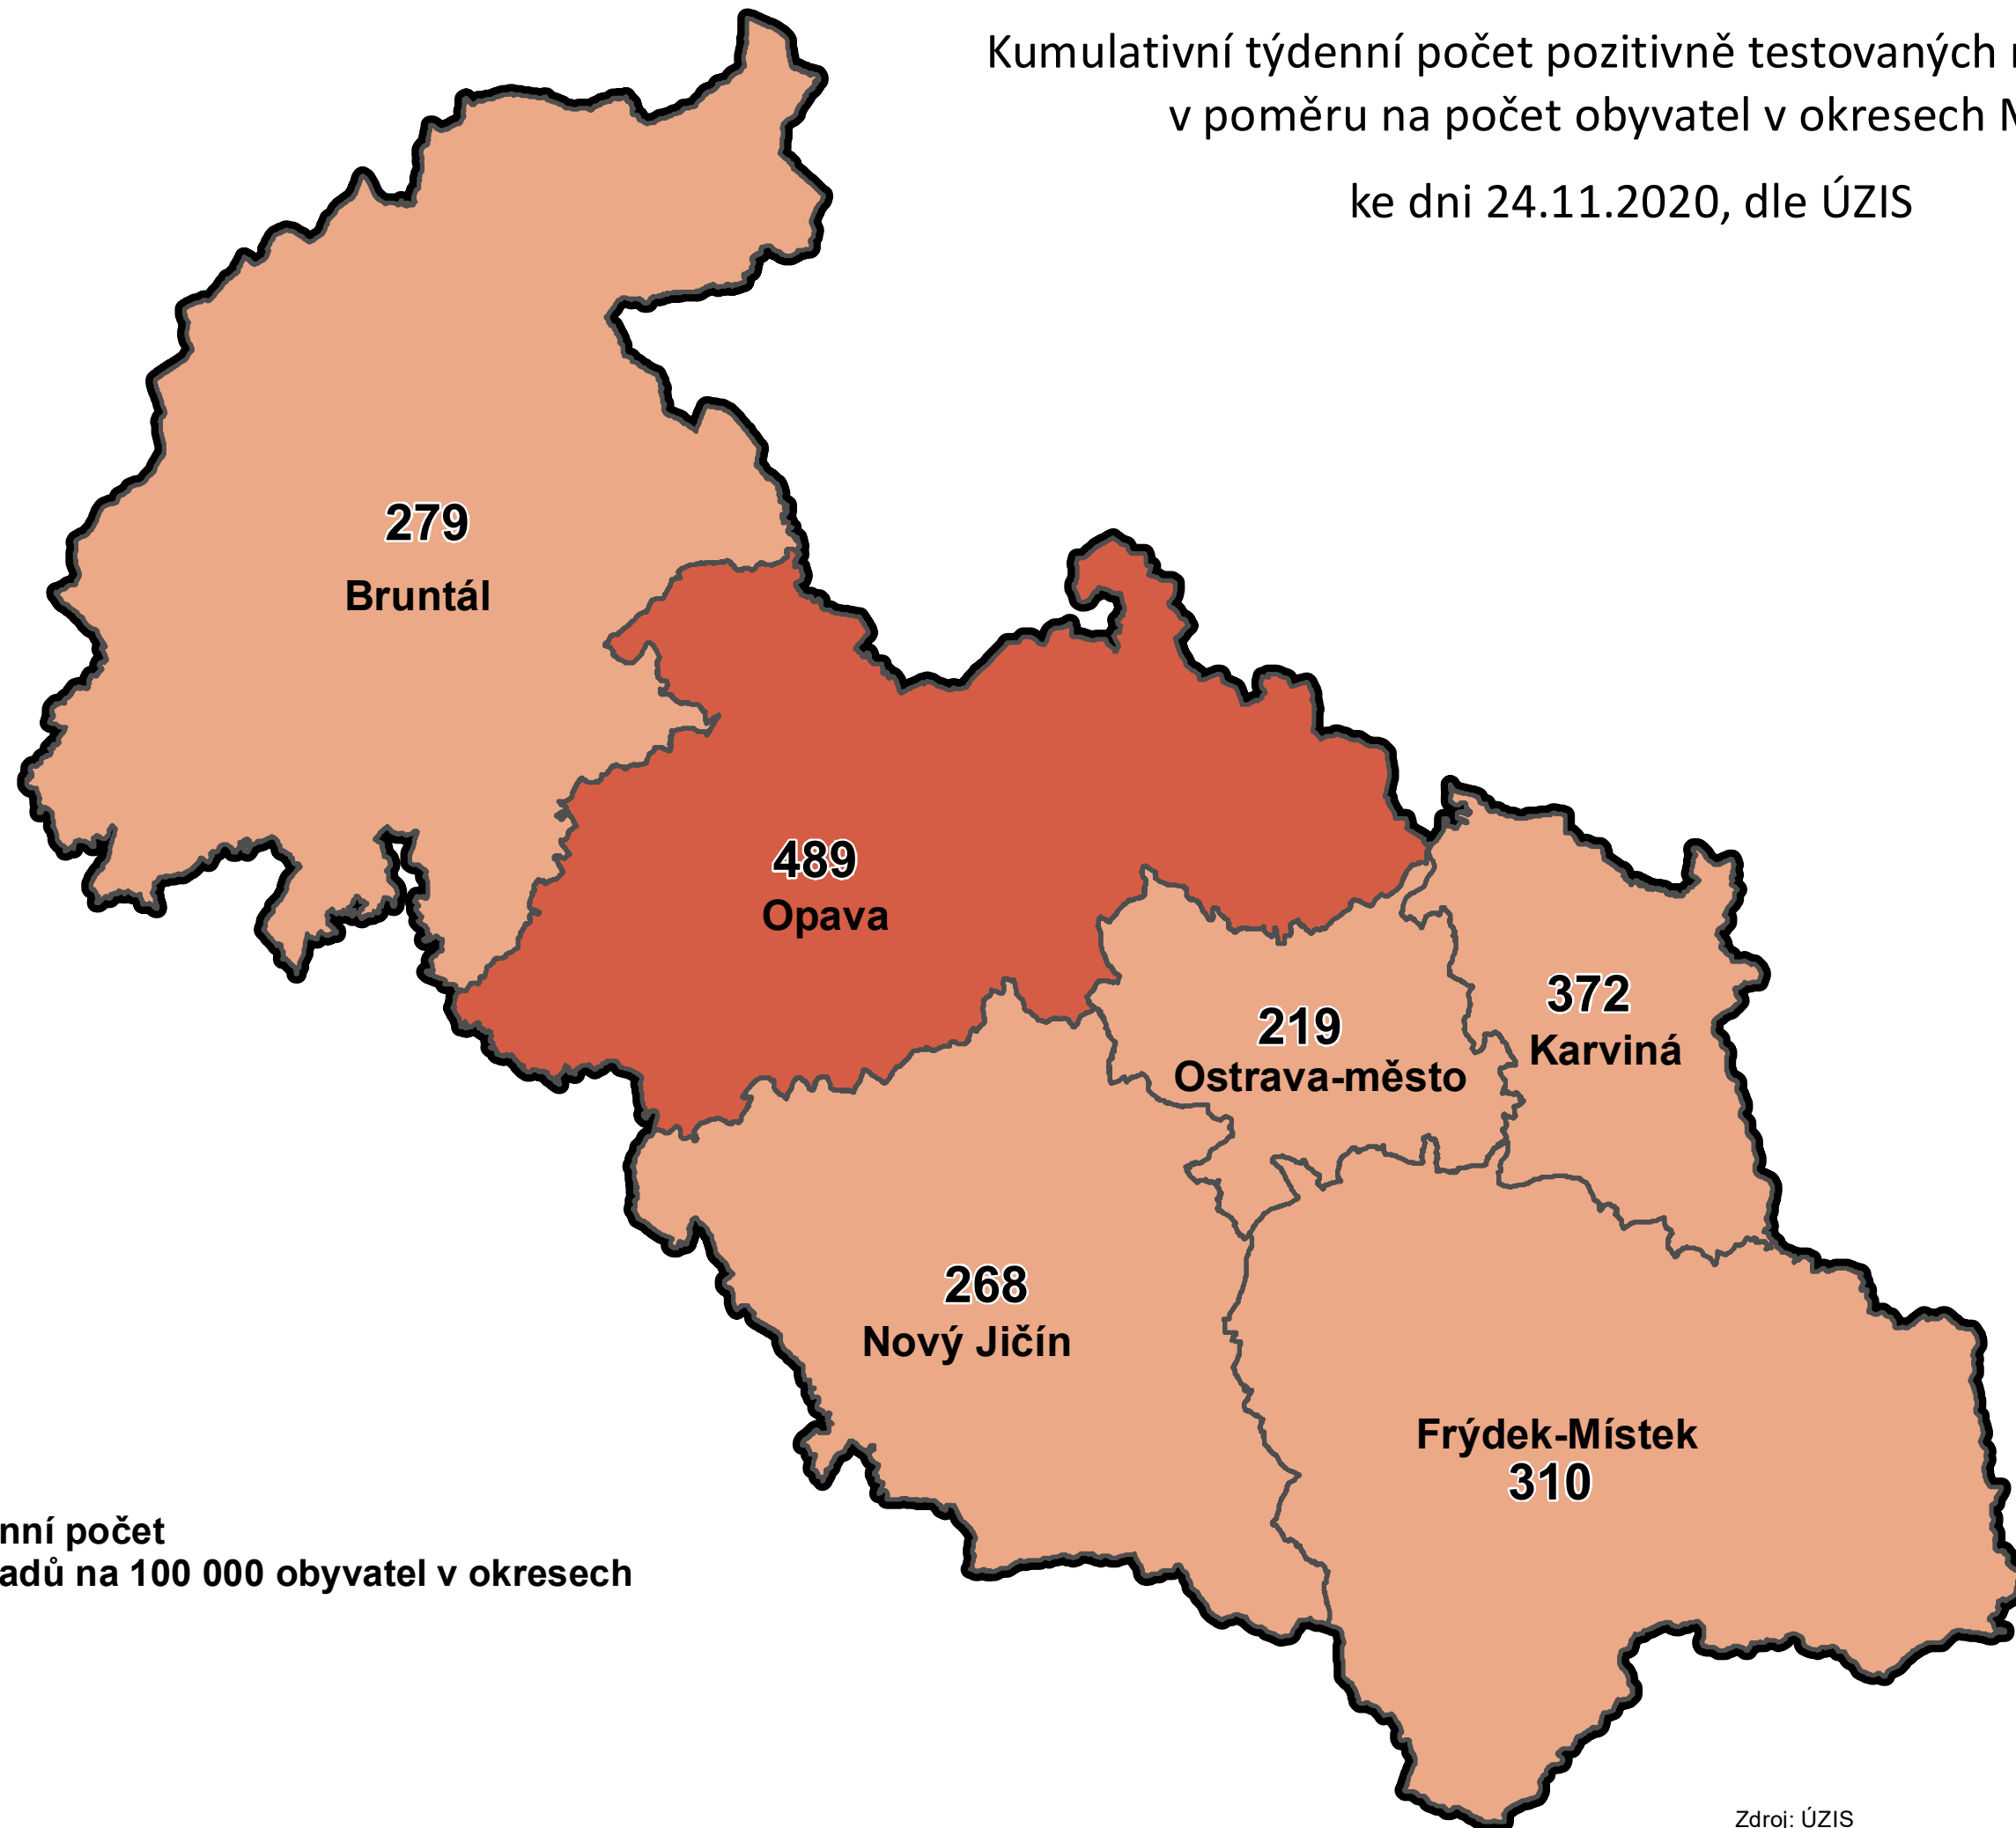 Kumulativní týdenní počet pozitivně testovaných
v poměru na počet obyvatel v okresech
ke dni 24.11.2020, dle ÚZIS
279
Bruntál
489
Opava
372
Karviná
219
Ostrava-město
268
Nový Jičín
Frýdek-Místek
310
nní počet
adů na 100 000 obyvatel v okresech
Zdroj: ÚZIS